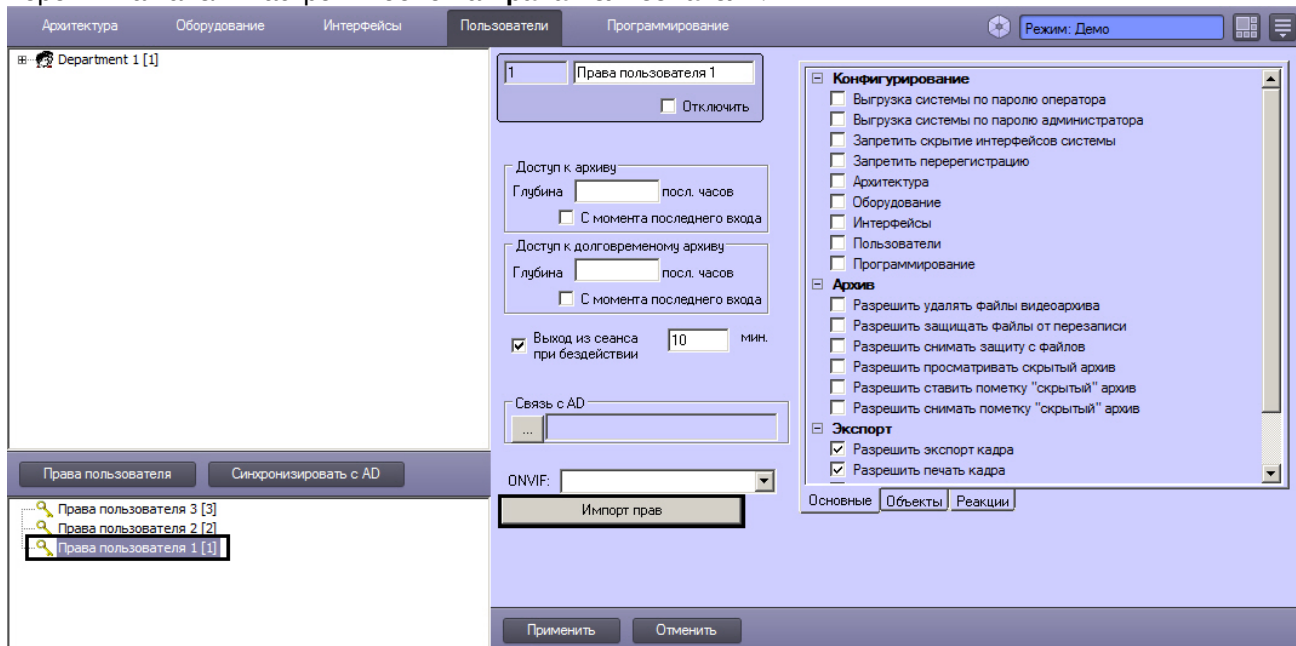 Архитектура Оборудование Интерфейсы Пользователи Программирование Режим: Демо
Department 1 [1]
Права пользователя Синхронизировать с AD
Права пользователя 3 [3]
Права пользователя 2 [2]
Права пользователя 1 [1]
1 Права пользователя 1
Отключить
Доступ к архиву
Глубина посл. часов
С момента последнего входа
Доступ к долговременому архиву
Глубина посл. часов
С момента последнего входа
Выход из сеанса 10 мин.
при бездействии
Связь с AD
...
ONVIF:
Импорт прав
Конфигурирование
Выгрузка системы по паролю оператора
Выгрузка системы по паролю администратора
Запретить скрытие интерфейсов системы
Запретить перерегистрацию
Архитектура
Оборудование
Интерфейсы
Пользователи
Программирование
Архив
Разрешить удалять файлы видеоархива
Разрешить защищать файлы от перезаписи
Разрешить снимать защиту с файлов
Разрешить просматривать скрытый архив
Разрешить ставить пометку "скрытый" архив
Разрешить снимать пометку "скрытый" архив
Экспорт
Разрешить экспорт кадра
Разрешить печать кадра
Основные Объекты Реакции
Применить Отменить